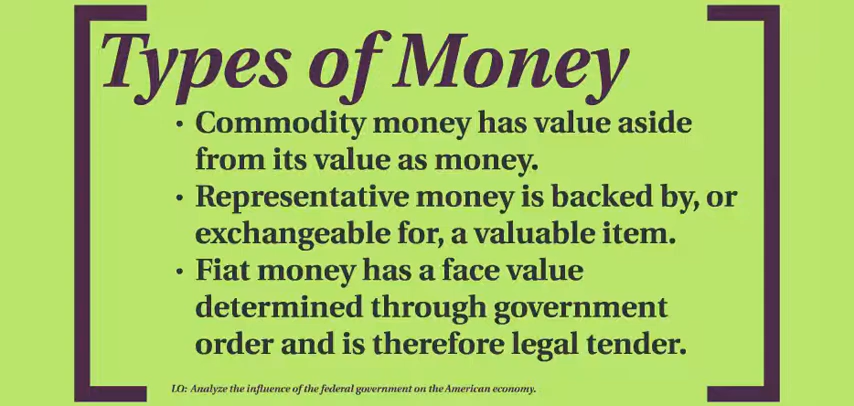 Types of Money
• Commodity money has value aside
from its value as money.
• Representative money is backed by, or
exchangeable for, a valuable item.
• Fiat money has a face value
determined through government
order and is therefore legal tender.
LO: Analyze the influence of the federal government on the American economy.